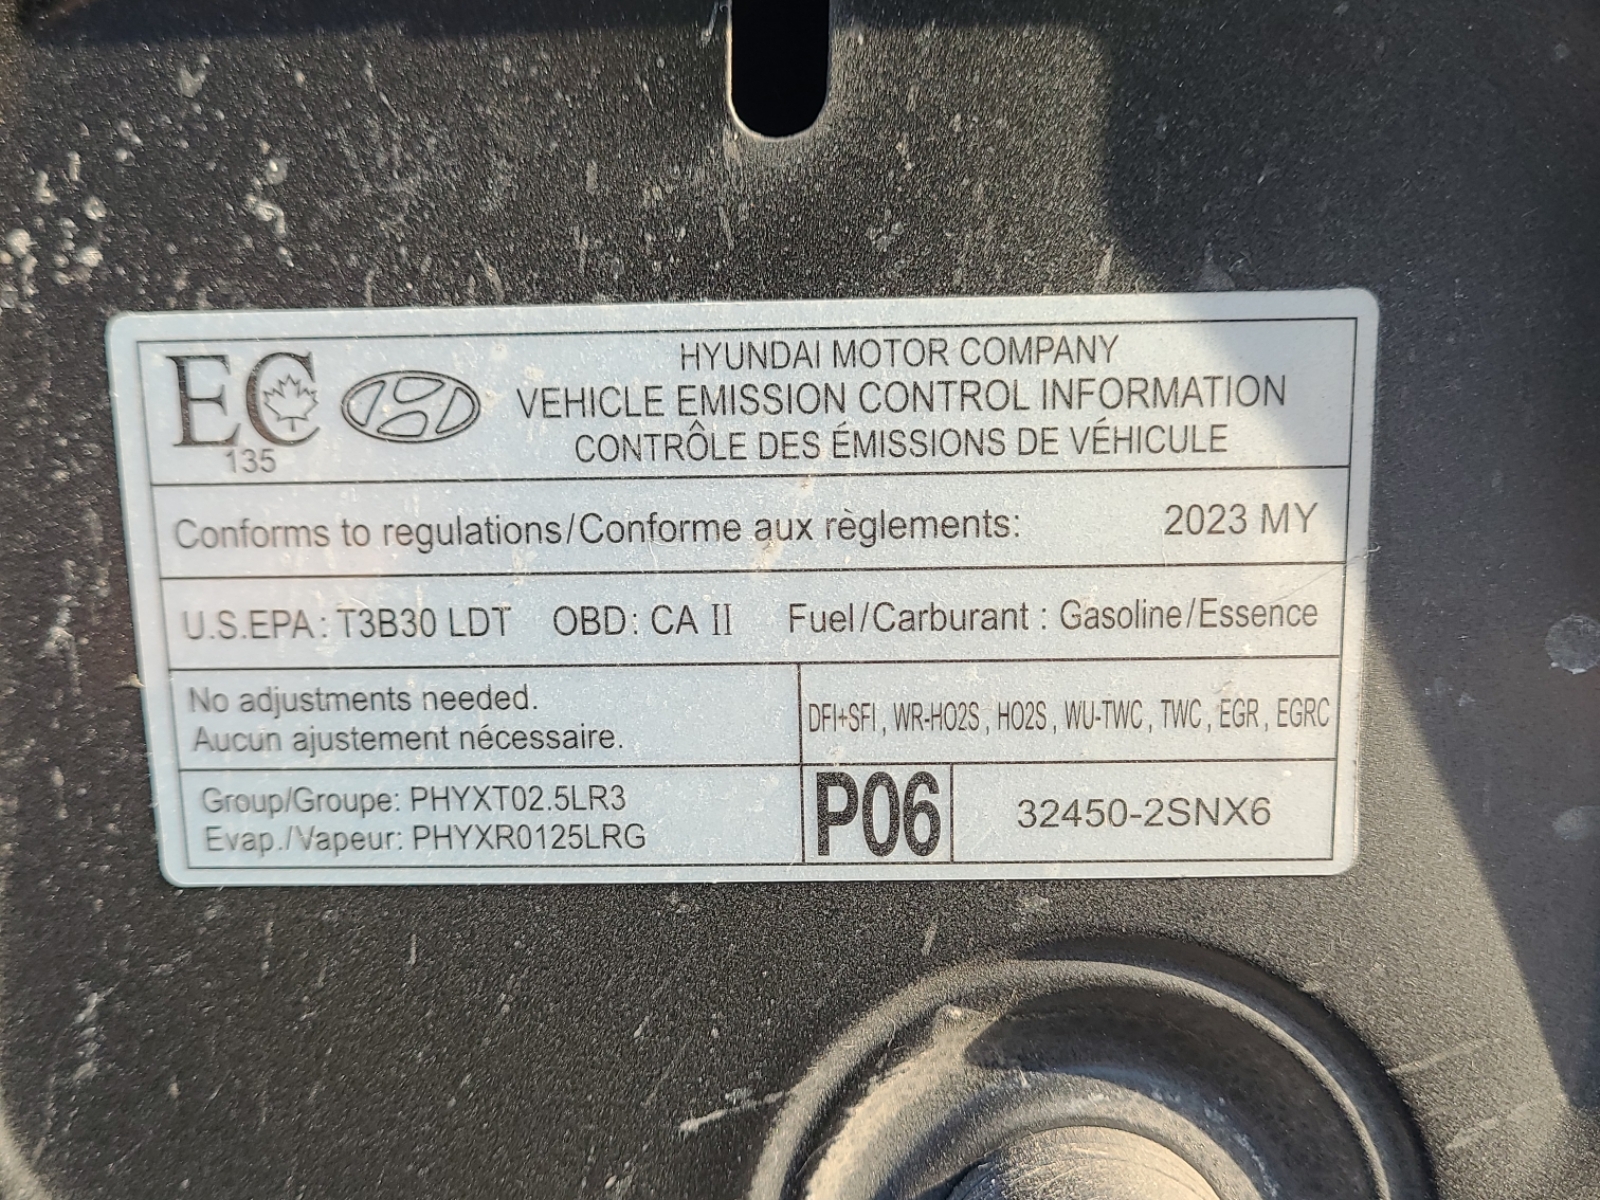 EC
135
HYUNDAI MOTOR COMPANY
VEHICLE EMISSION CONTROL INFORMATION
CONTRÔLE DES ÉMISSIONS DE VÉHICULE
Conforms to regulations/Conforme aux règlements: 2023 MY
U.S.EPA: T3B30 LDT OBD: CA II Fuel/Carburant : Gasoline/Essence
No adjustments needed.
Aucun ajustement nécessaire.
DFI+SFI, WR-HO2S, HO2S, WU-TWC, TWC, EGR, EGRC
Group/Groupe: PHYXT02.5LR3
Evap./Vapeur: PHYXR0125LRG
P06
32450-2SNX6